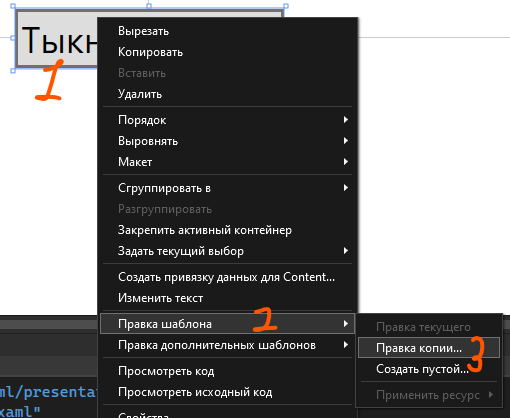 Тыкн
1
Вырезать
Копировать
Вставить
Удалить
Порядок
Выровнять
Макет
Сгруппировать в
Разгруппировать
Закрепить активный контейнер
Задать текущий выбор
Создать привязку данных для Content...
Изменить текст
Правка шаблона 2
Правка текущего
Правка дополнительных шаблонов
Правка копии... 3
Просмотреть код
Создать пустой...
Просмотреть исходный код
Применить ресурс
Свойства
ml/presenta
xaml"